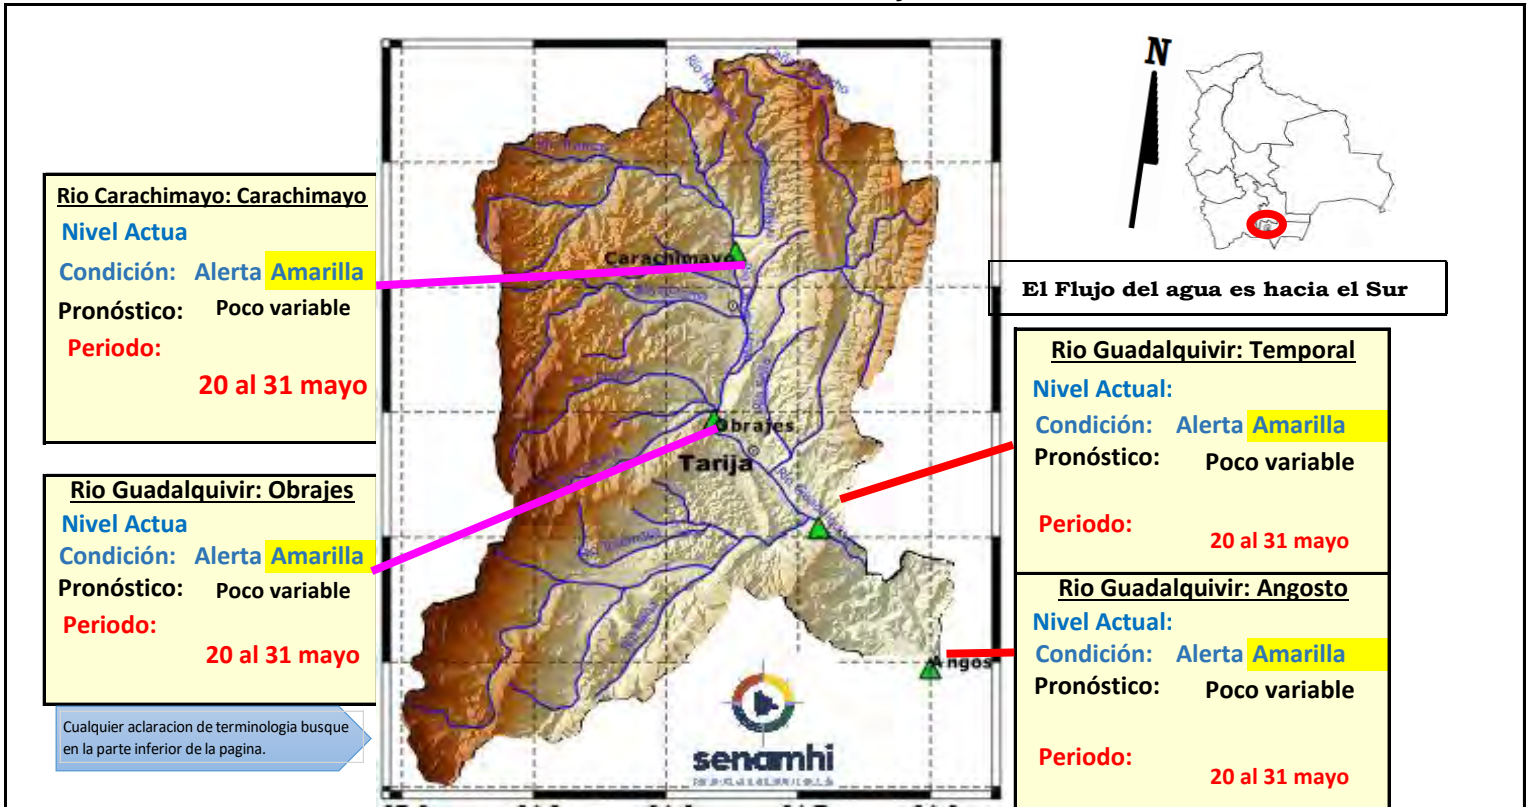 N
Rio Carachimayo: Carachimayo
Nivel Actua
Condición: Alerta Amarilla
Pronóstico: Poco variable
Periodo:
20 al 31 mayo
Rio Guadalquivir: Obrajes
Nivel Actua
Condición: Alerta Amarilla
Pronóstico: Poco variable
Periodo:
20 al 31 mayo
Cualquier aclaracion de terminologia busque
en la parte inferior de la pagina.
Carachimayo
Obrajes
Tarija
Angos
senamhi
El Flujo del agua es hacia el Sur
Rio Guadalquivir: Temporal
Nivel Actual:
Condición: Alerta Amarilla
Pronóstico: Poco variable
Periodo:
20 al 31 mayo
Rio Guadalquivir: Angosto
Nivel Actual:
Condición: Alerta Amarilla
Pronóstico: Poco variable
Periodo:
20 al 31 mayo